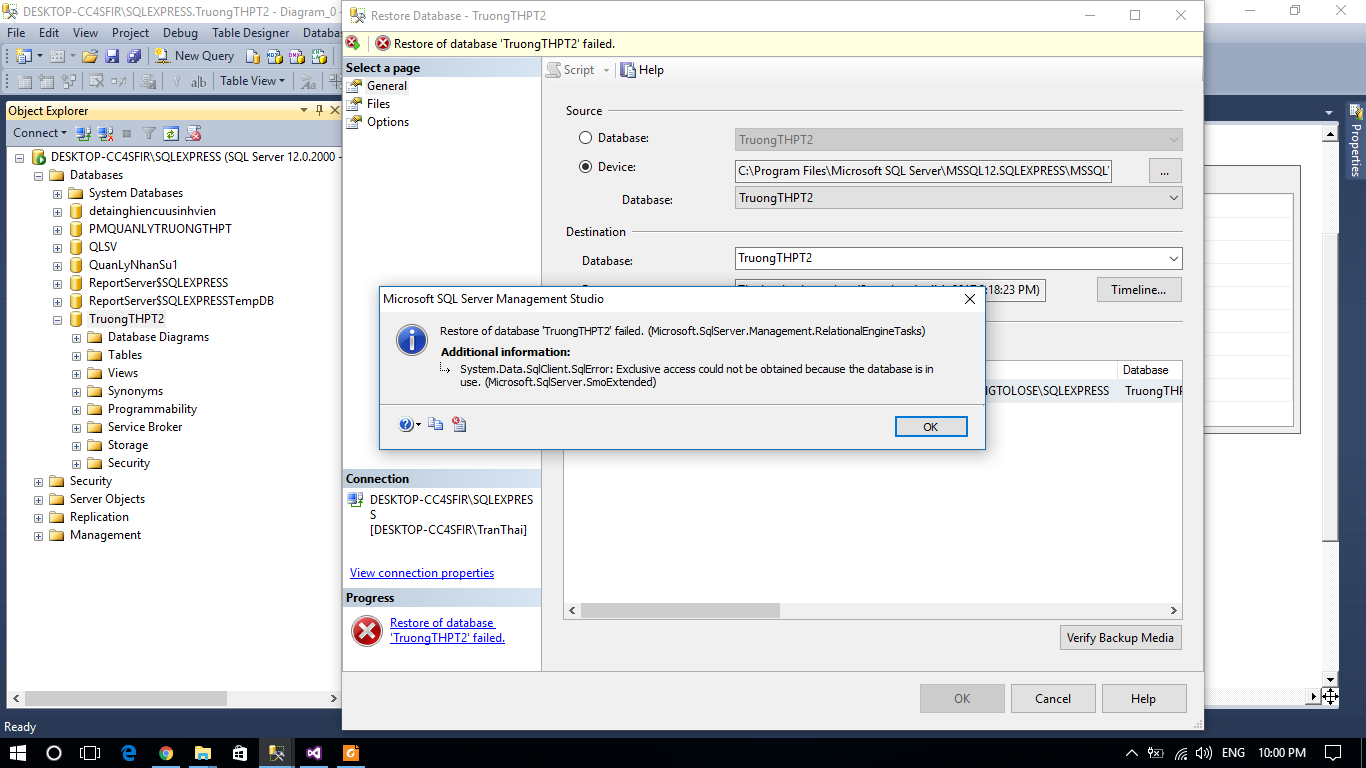 DESKTOP-CC4SFIR\SQLEXPRESS.TruongTHPT2 - Diagram_0
Restore Database - TruongTHPT2
File Edit View Project Debug Table Designer
New Query
Table View
Restore of database 'TruongTHPT2' failed.
Select a page
General
Files
Options
Script Help
Object Explorer
Connect
DESKTOP-CC4SFIR\SQLEXPRESS (SQL Server 12.0.2000 -
Databases
System Databases
detainghiencuusinhvien
PMQUANLYTRUONGTHPT
QLSV
QuanLyNhanSu1
ReportServer$SQLEXPRESS
ReportServer$SQLEXPRESSTempDB
TruongTHPT2
Database Diagrams
Tables
Views
Synonyms
Programmability
Service Broker
Storage
Security
Security
Server Objects
Replication
Management
Source
Database: TruongTHPT2
Device: C:\Program Files\Microsoft SQL Server\MSSQL12.SQLEXPRESS\MSSQL\
...
Database: TruongTHPT2
Destination
Database: TruongTHPT2
:18:23 PM)
Timeline...
Properties
Database
\SQLEXPRESS
Microsoft SQL Server Management Studio
Restore of database 'TruongTHPT2' failed. (Microsoft.SqlServer.Management.RelationalEngineTasks)
Additional information:
System.Data.SqlClient.SqlError: Exclusive access could not be obtained because the database is in
use. (Microsoft.SqlServer.SmoExtended)
OK
Connection
DESKTOP-CC4SFIR\SQLEXPRES
S
[DESKTOP-CC4SFIR\TranThai]
View connection properties
Progress
Restore of database
'TruongTHPT2' failed.
Verify Backup Media
OK Cancel Help
Ready
ENG 10:00 PM